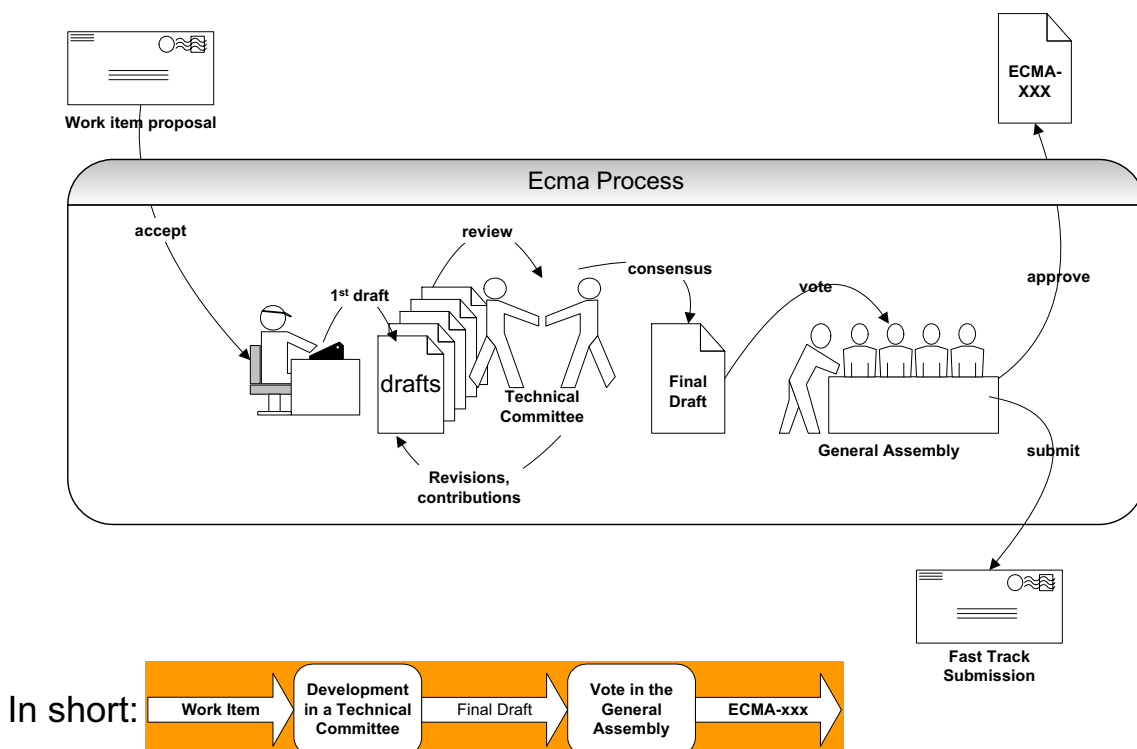 ECMA-
XXX
Work item proposal
Ecma Process
accept
review
consensus
1st draft
vote
approve
drafts
Technical
Committee
Final
Draft
General Assembly
submit
Revisions,
contributions
Fast Track
Submission
In short:
Work Item
Development
in a Technical
Committee
Final Draft
Vote in the
General
Assembly
ECMA-xxx